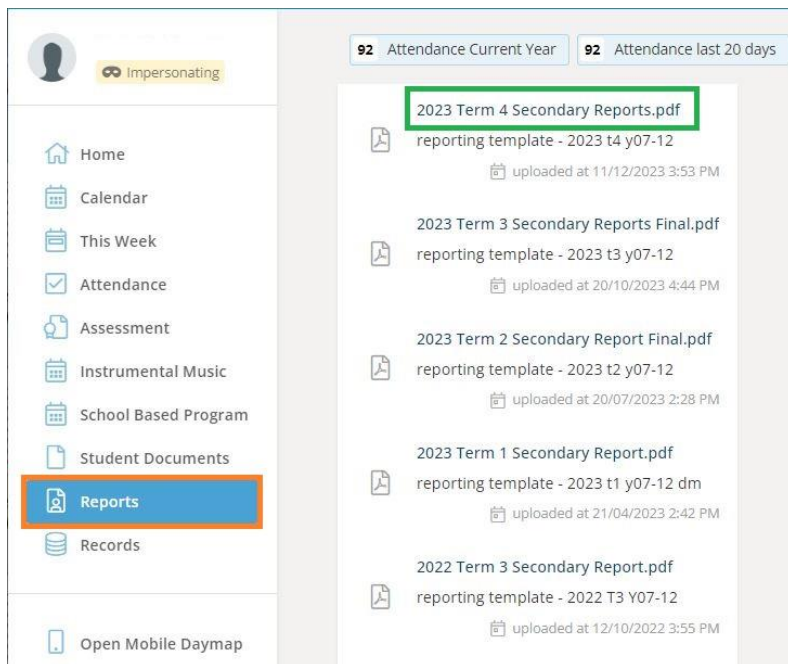 Impersonating
Home
Calendar
This Week
Attendance
Assessment
Instrumental Music
School Based Program
Student Documents
Reports
Records
Open Mobile Daymap
92 Attendance Current Year
92 Attendance last 20 days
2023 Term 4 Secondary Reports.pdf
reporting template - 2023 t4 y07-12
uploaded at 11/12/2023 3:53 PM
2023 Term 3 Secondary Reports Final.pdf
reporting template - 2023 t3 y07-12
uploaded at 20/10/2023 4:44 PM
2023 Term 2 Secondary Report Final.pdf
reporting template - 2023 t2 y07-12
uploaded at 20/07/2023 2:28 PM
2023 Term 1 Secondary Report.pdf
reporting template - 2023 t1 y07-12 dm
uploaded at 21/04/2023 2:42 PM
2022 Term 3 Secondary Report.pdf
reporting template - 2022 T3 Y07-12
uploaded at 12/10/2022 3:55 PM